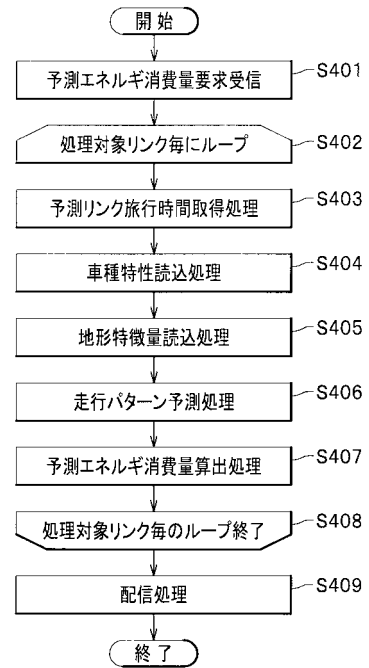 開始
予測エネルギ消費量要求受信
S401
処理対象リンク毎にループ
S402
予測リンク旅行時間取得処理
S403
車種特性読込処理
S404
地形特徴量読込処理
S405
走行パターン予測処理
S406
予測エネルギ消費量算出処理
S407
処理対象リンク毎のループ終了
S408
配信処理
S409
終了